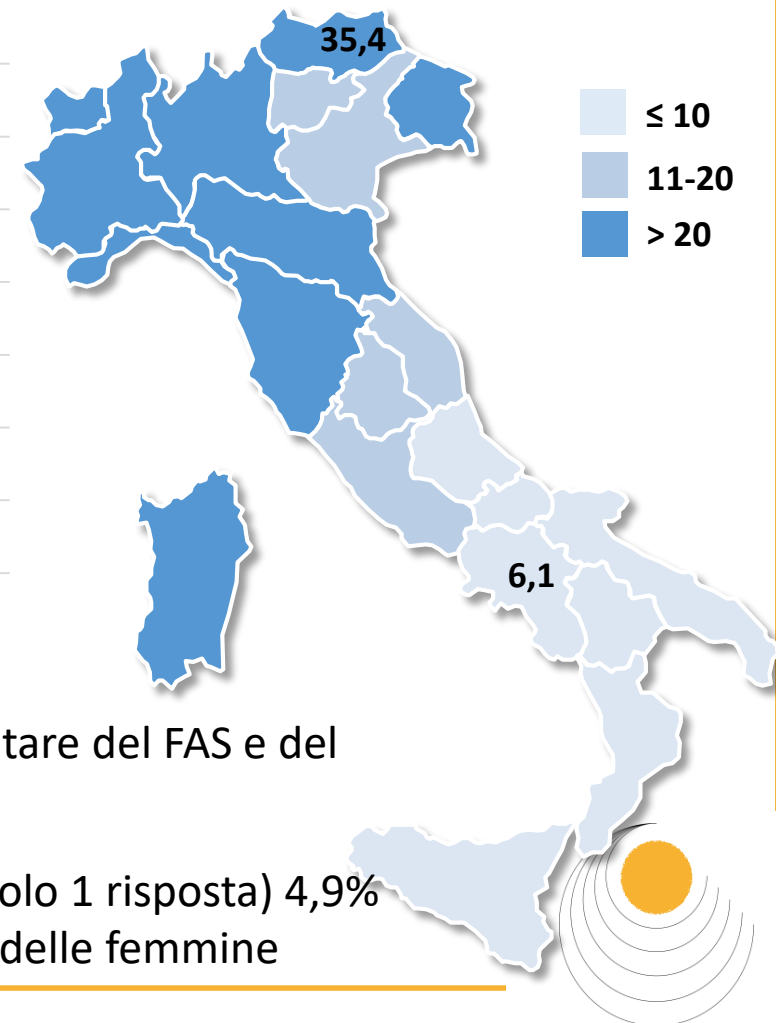 35,4
≤ 10
11-20
> 20
6,1
tare del FAS e del
olo 1 risposta) 4,9%
delle femmine